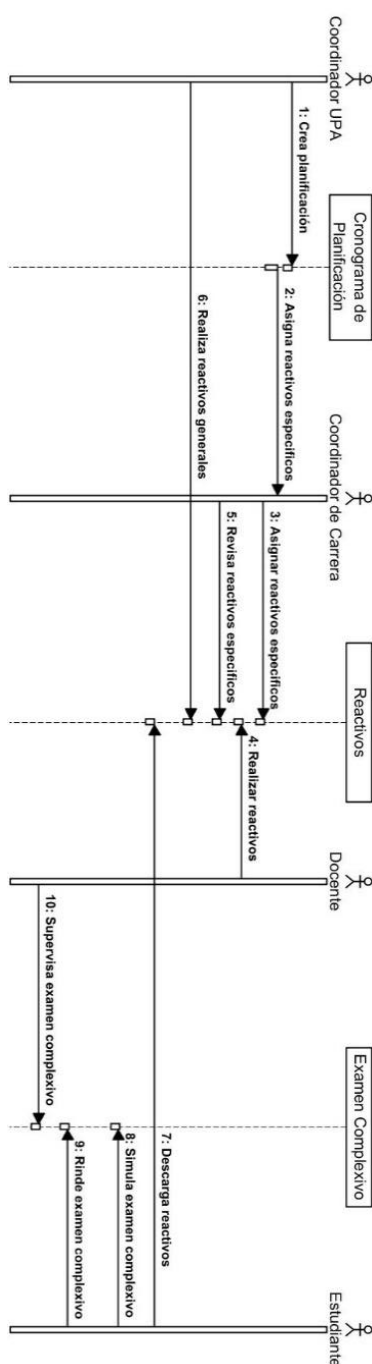 Coordinador UPA
Cronograma de
Planificación
Coordinador de Carrera
Reactivos
Docente
Examen Complexivo
Estudiante
1: Crea planificación
2: Asigna reactivos específicos
3: Asignar reactivos específicos
4: Realizar reactivos
5: Revisa reactivos específicos
6: Realiza reactivos generales
7: Descarga reactivos
8: Simula examen complexivo
9: Rinde examen complexivo
10: Supervisa examen complexivo